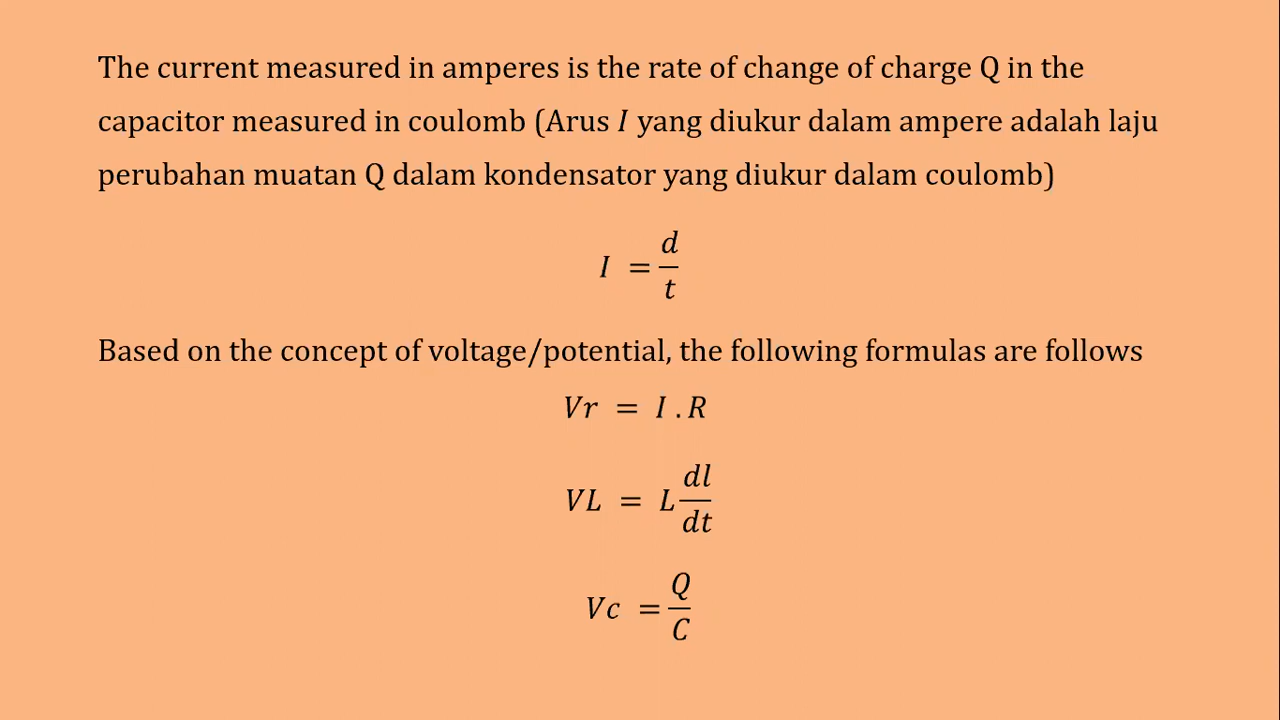 The current measured in amperes is the rate of change of charge Q in the
capacitor measured in coulomb (Arus I yang diukur dalam ampere adalah laju
perubahan muatan Q dalam kondensator yang diukur dalam coulomb)
I = d/t
Based on the concept of voltage/potential, the following formulas are follows
Vr = I . R
VL = L dl/dt
Vc = Q/C